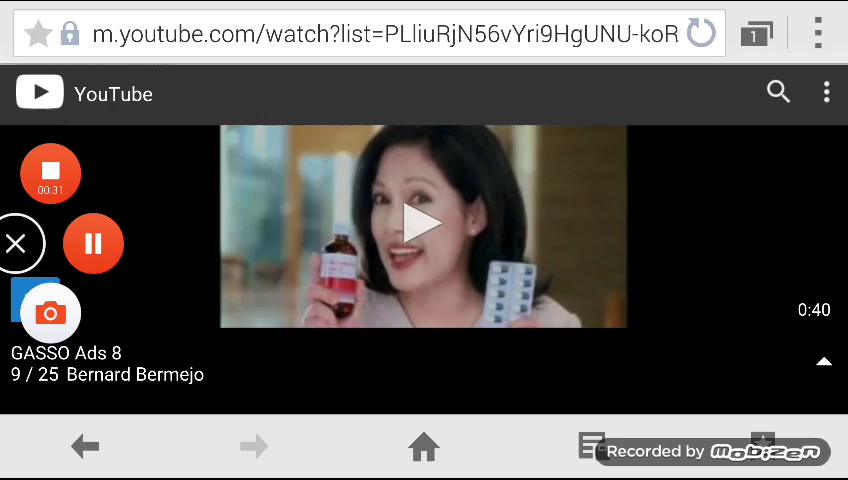 m.youtube.com/watch?list=PLliuRjN56vYri9HgUNU-koR
1
YouTube
00:31
0:40
GASSO Ads 8
9 / 25 Bernard Bermejo
Recorded by mobizen